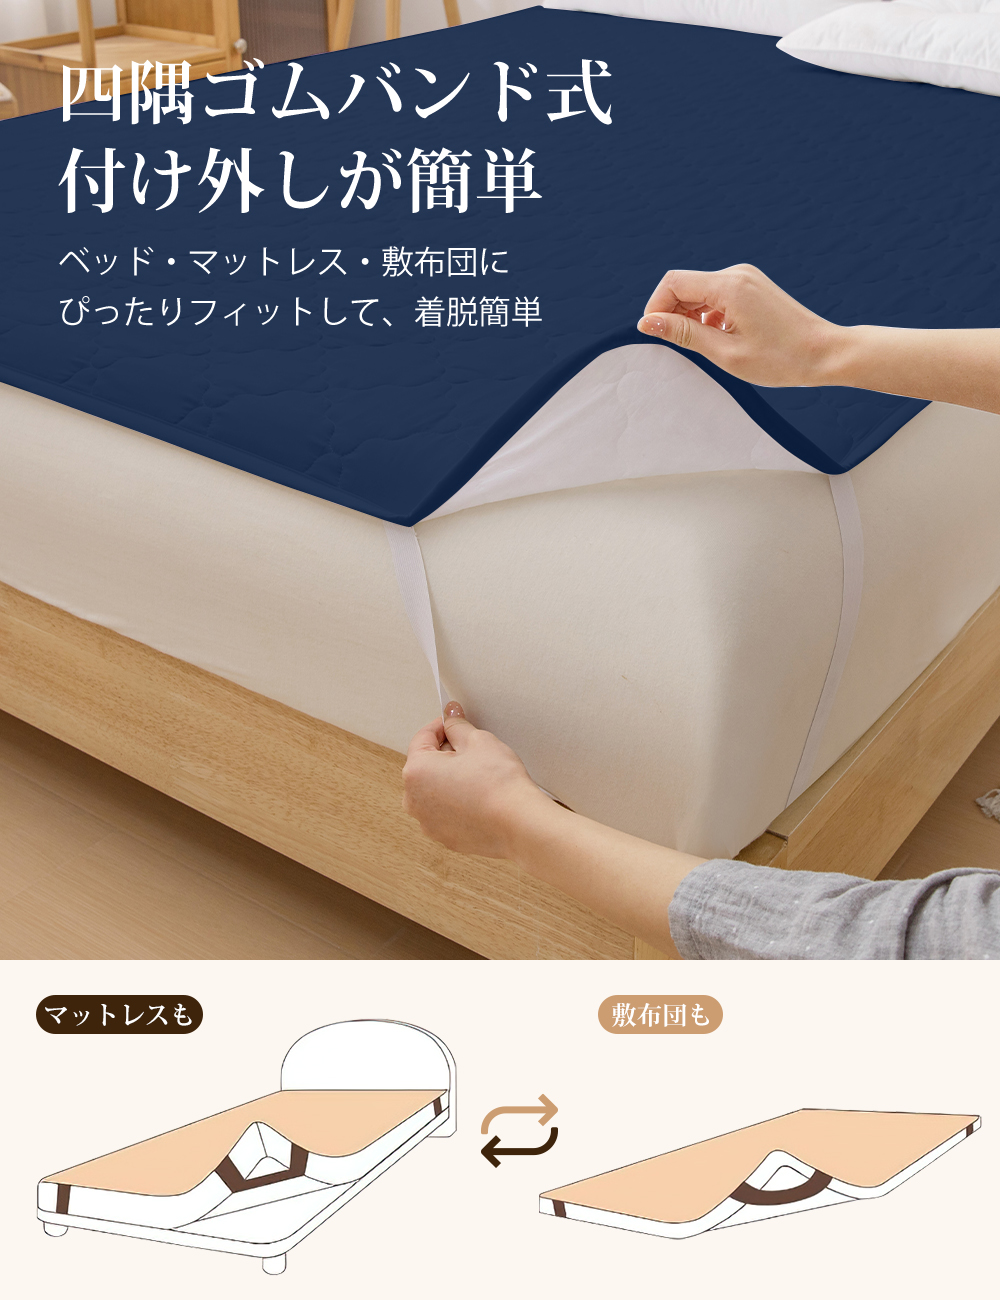 四隅ゴムバンド式
付け外しが簡単
ベッド・マットレス・敷布団に
ぴったりフィットして、着脱簡単
マットレスも
敷布団も